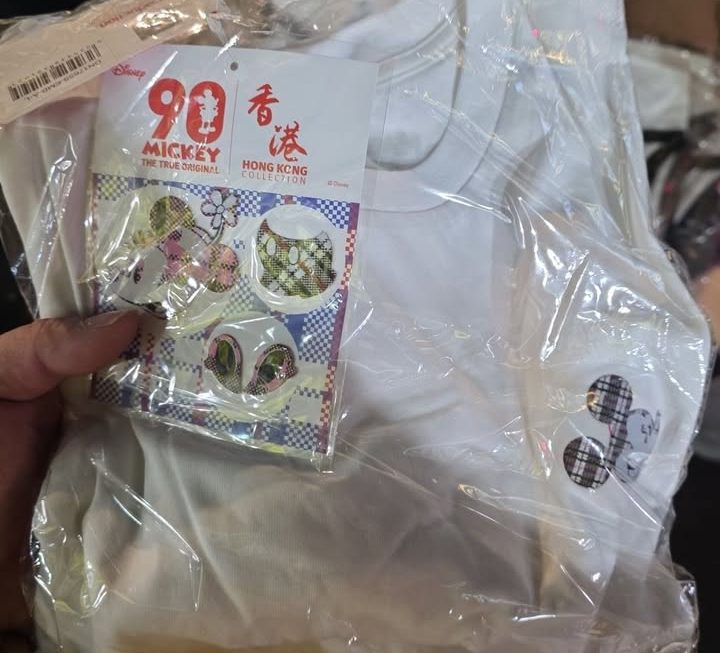 Disney
90
MICKEY
THE TRUE ORIGINAL
香港
HONG KONG
COLLECTION
© Disney